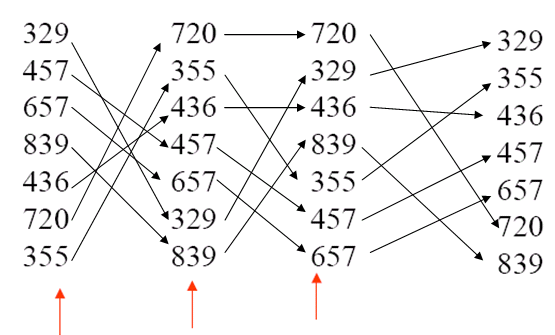 329 720 720 329
457 355 329 355
657 436 436 436
839 457 839 457
436 657 355 657
720 329 457 720
355 839 657 839